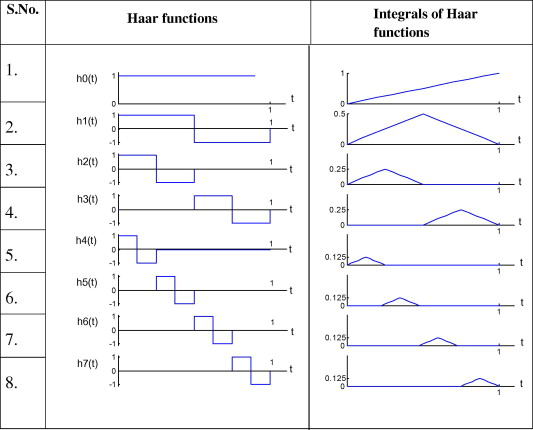 S.No. Haar functions Integrals of Haar
functions
1. h0(t) 1 0 1 t 1 0 1 t
2. h1(t) 1 0 -1 1 t 0.5 0 1 t
3. h2(t) 1 0 -1 1 t 0.25 0 1 t
4. h3(t) 1 0 -1 1 t 0.25 0 1 t
5. h4(t) 1 0 -1 1 t 0.125 0 1 t
6. h5(t) 1 0 -1 1 t 0.125 0 1 t
7. h6(t) 1 0 -1 1 t 0.125 0 1 t
8. h7(t) 1 0 -1 1 t 0.125 0 1 t